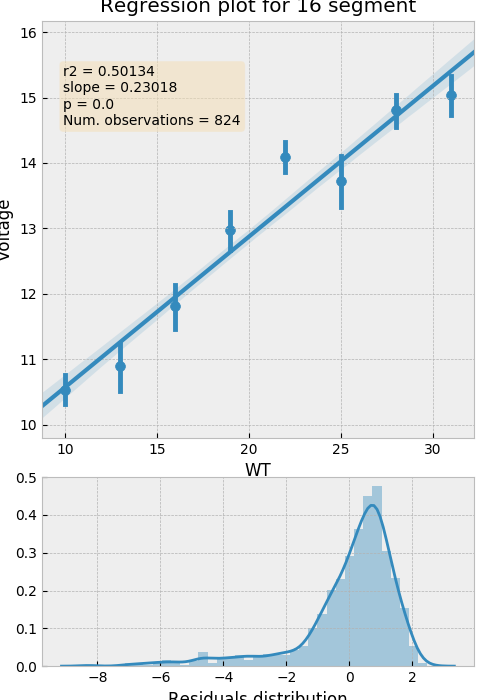 Regression plot for 16 segment
16
r2 = 0.50134
slope = 0.23018
p = 0.0
Num. observations = 824
15
14
13
12
11
10
Voltage
10 15 20 25 30
WT
0.5
0.4
0.3
0.2
0.1
0.0
−8 −6 −4 −2 0 2
Residuals distribution